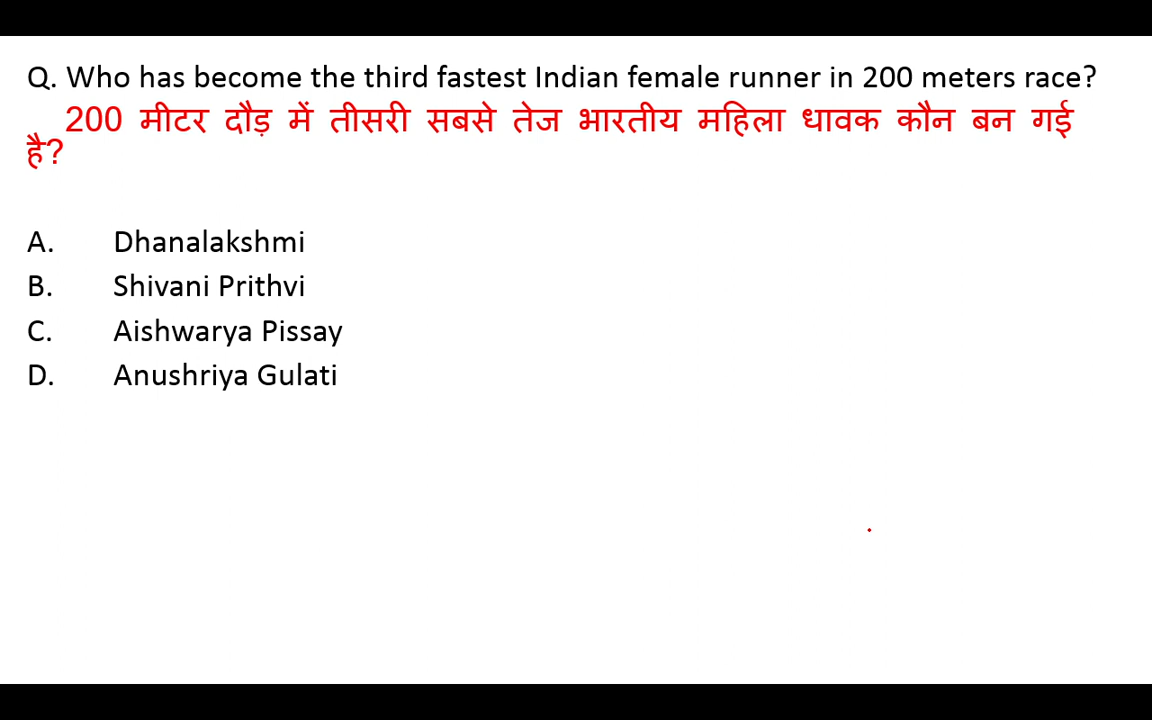 Q. Who has become the third fastest Indian female runner in 200 meters race?
200 मीटर दौड़ में तीसरी सबसे तेज भारतीय महिला धावक कौन बन गई
है?
A. Dhanalakshmi
B. Shivani Prithvi
C. Aishwarya Pissay
D. Anushriya Gulati